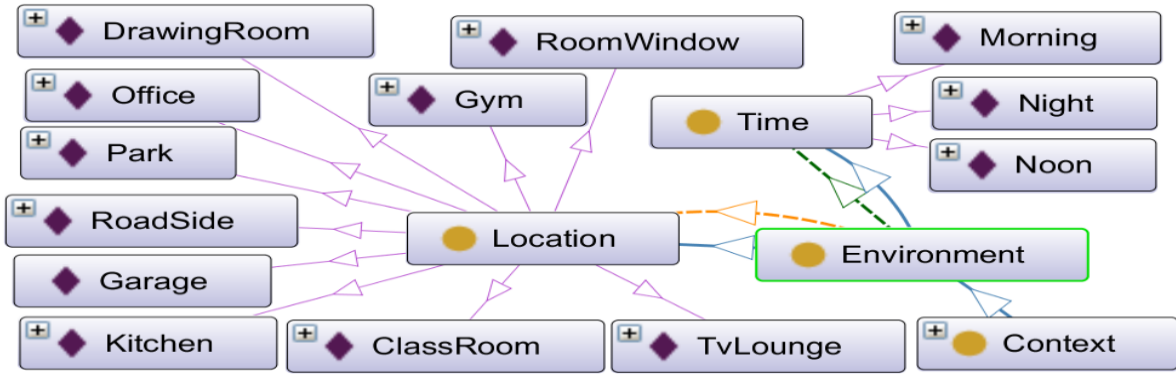 DrawingRoom
RoomWindow
Morning
Office
Gym
Night
Time
Park
Noon
RoadSide
Location
Environment
Garage
Kitchen
ClassRoom
TvLounge
Context